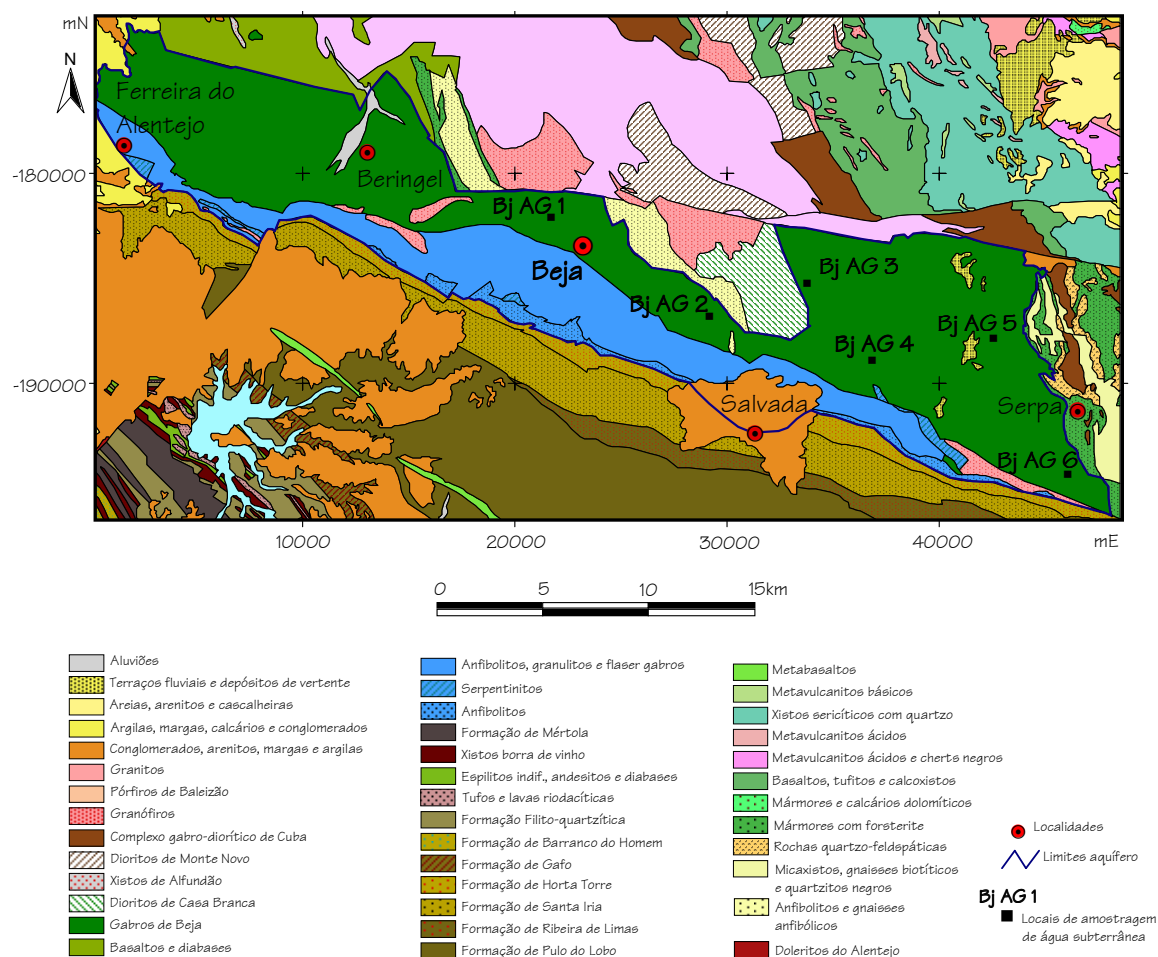 mN
N
Ferreira do
Alentejo
Beringel
-180000
Bj AG 1
Beja
Bj AG 3
Bj AG 2
Bj AG 5
Bj AG 4
-190000
Salvada
Serpa
Bj AG 6
10000
20000
30000
40000
mE
0
5
10
15km
Aluviões
Terraços fluviais e depósitos de vertente
Areias, arenitos e cascalheiras
Argilas, margas, calcários e conglomerados
Conglomerados, arenitos, margas e argilas
Granitos
Pórfiros de Baleizão
Granófiros
Complexo gabro-diorítico de Cuba
Dioritos de Monte Novo
Xistos de Alfundão
Dioritos de Casa Branca
Gabros de Beja
Basaltos e diabases
Anfibolitos, granulitos e flaser gabros
Serpentinitos
Anfibolitos
Formação de Mértola
Xistos borra de vinho
Espilitos indif., andesitos e diabases
Tufos e lavas riodacíticas
Formação Filito-quartzítica
Formação de Barranco do Homem
Formação de Gafo
Formação de Horta Torre
Formação de Santa Iria
Formação de Ribeira de Limas
Formação de Pulo do Lobo
Metabasaltos
Metavulcanitos básicos
Xistos sericíticos com quartzo
Metavulcanitos ácidos
Metavulcanitos ácidos e cherts negros
Basaltos, tufitos e calcoxistos
Mármores e calcários dolomíticos
Mármores com forsterite
Rochas quartzo-feldspáticas
Micaxistos, gnaisses biotíticos
e quartzitos negros
Anfibolitos e gnaisses
anfibólicos
Doleritos do Alentejo
Localidades
Limites aquífero
Bj AG 1
Locais de amostragem
de água subterrânea